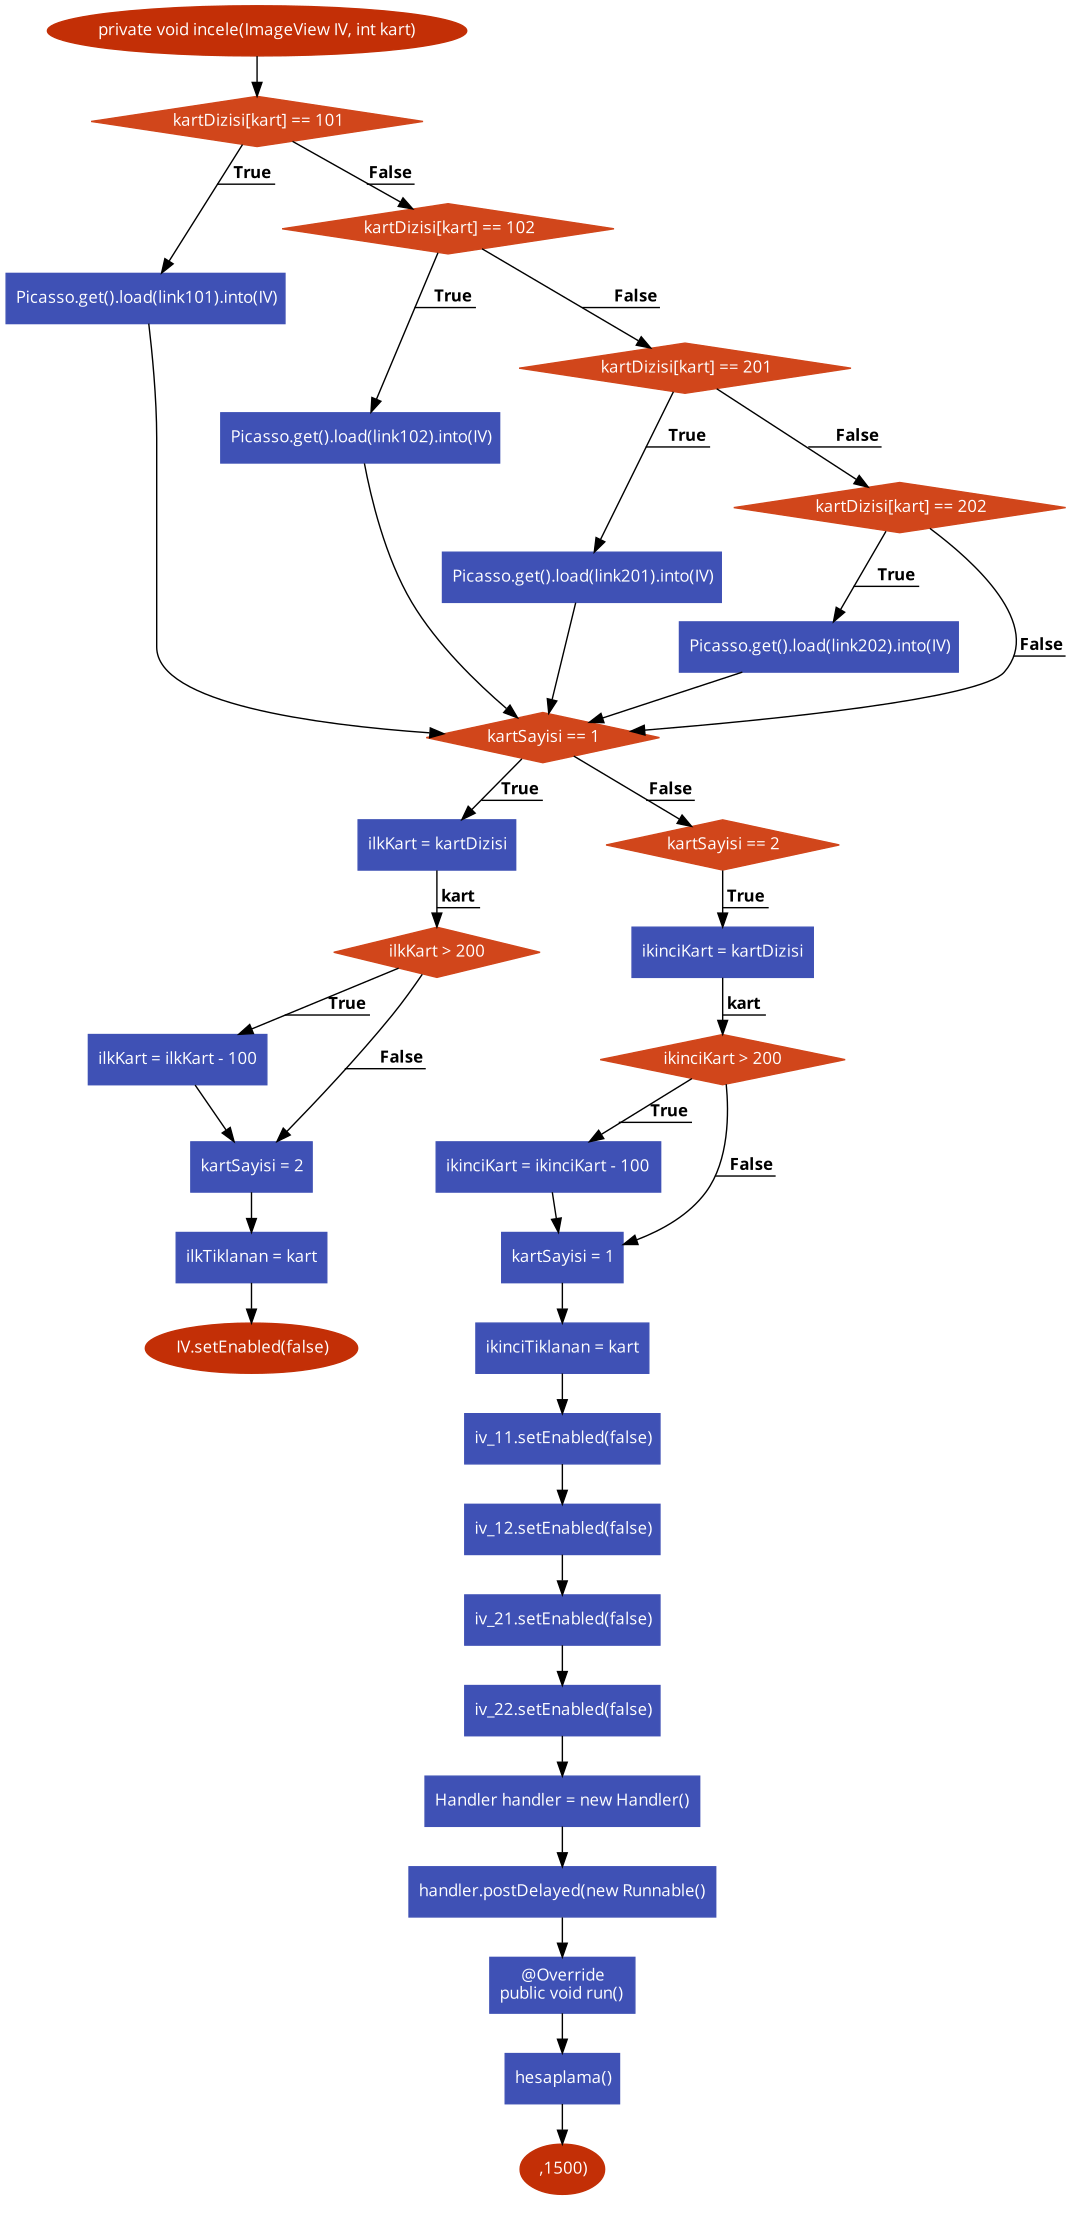 private void incele(ImageView IV, int kart)
kartDizisi[kart] == 101
True
False
kartDizisi[kart] == 102
Picasso.get().load(link101).into(IV)
True
False
kartDizisi[kart] == 201
Picasso.get().load(link102).into(IV)
True
False
kartDizisi[kart] == 202
Picasso.get().load(link201).into(IV)
True
Picasso.get().load(link202).into(IV)
False
kartSayisi == 1
True
False
ilkKart = kartDizisi
kartSayisi == 2
kart
True
ilkKart > 200
ikinciKart = kartDizisi
True
kart
ilkKart = ilkKart - 100
False
ikinciKart > 200
True
kartSayisi = 2
ikinciKart = ikinciKart - 100
False
ilkTiklanan = kart
kartSayisi = 1
IV.setEnabled(false)
ikinciTiklanan = kart
iv_11.setEnabled(false)
iv_12.setEnabled(false)
iv_21.setEnabled(false)
iv_22.setEnabled(false)
Handler handler = new Handler()
handler.postDelayed(new Runnable()
@Override
public void run()
hesaplama()
,1500)